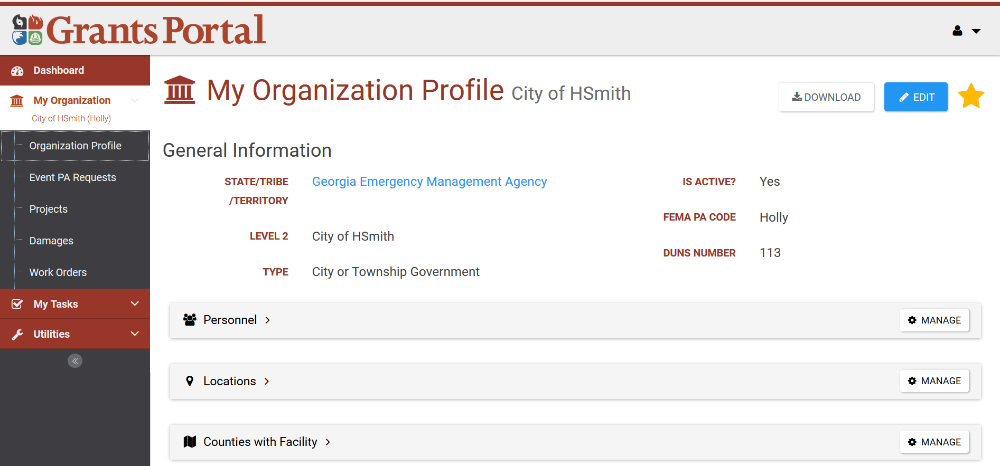 Grants Portal
Dashboard
My Organization
City of HSmith (Holly)
Organization Profile
Event PA Requests
Projects
Damages
Work Orders
My Tasks
Utilities
My Organization Profile City of HSmith
DOWNLOAD
EDIT
General Information
STATE/TRIBE
/TERRITORY
Georgia Emergency Management Agency
LEVEL 2
City of HSmith
TYPE
City or Township Government
IS ACTIVE?
Yes
FEMA PA CODE
Holly
DUNS NUMBER
113
Personnel
MANAGE
Locations
MANAGE
Counties with Facility
MANAGE